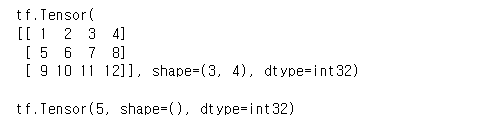 tf.Tensor(
[[ 1  2  3  4]
 [ 5  6  7  8]
 [ 9 10 11 12]], shape=(3, 4), dtype=int32)
tf.Tensor(5, shape=(), dtype=int32)